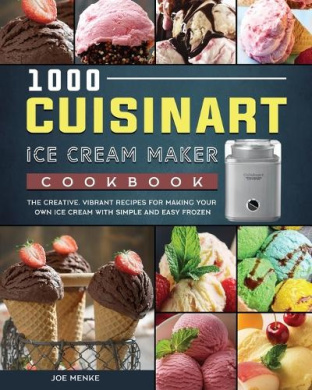 1000
CUISINART
iCE CREAM MAKER
COOKBOOK
THE CREATIVE, VIBRANT RECIPES FOR MAKING YOUR
OWN ICE CREAM WITH SIMPLE AND EASY FROZEN
JOE MENKE